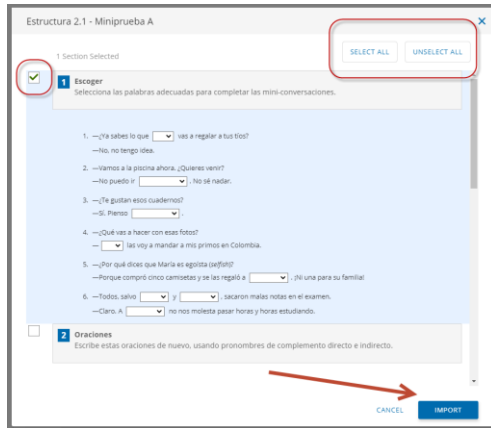 Estructura 2.1 - Miniprueba A
×
1 Section Selected
SELECT ALL
UNSELECT ALL
1 Escoger
Selecciona las palabras adecuadas para completar las mini-conversaciones.
1. —¿Ya sabes lo que vas a regalar a tus tíos?
—No, no tengo idea.
2. —Vamos a la piscina ahora. ¿Quieres venir?
—No puedo ir . No sé nadar.
3. —¿Te gustan esos cuadernos?
—Sí. Pienso .
4. —¿Qué vas a hacer con esas fotos?
— las voy a mandar a mis primos en Colombia.
5. —¿Por qué dices que María es egoísta (selfish)?
—Porque compró cinco camisetas y se las regaló a . ¡Ni una para su familia!
6. —Todos, salvo y , sacaron malas notas en el examen.
—Claro. A no nos molesta pasar horas y horas estudiando.
2 Oraciones
Escribe estas oraciones de nuevo, usando pronombres de complemento directo e indirecto.
CANCEL
IMPORT